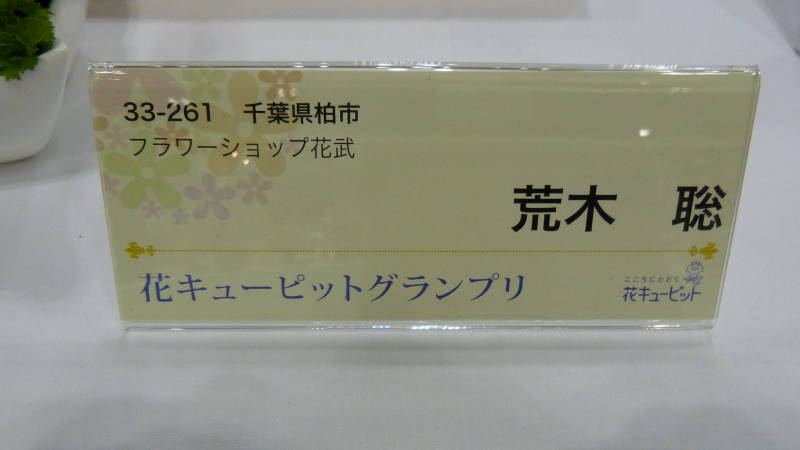 33-261 千葉県柏市
フラワーショップ花武
荒木 聡
花キューピットグランプリ
こころにとどく
花キューピット